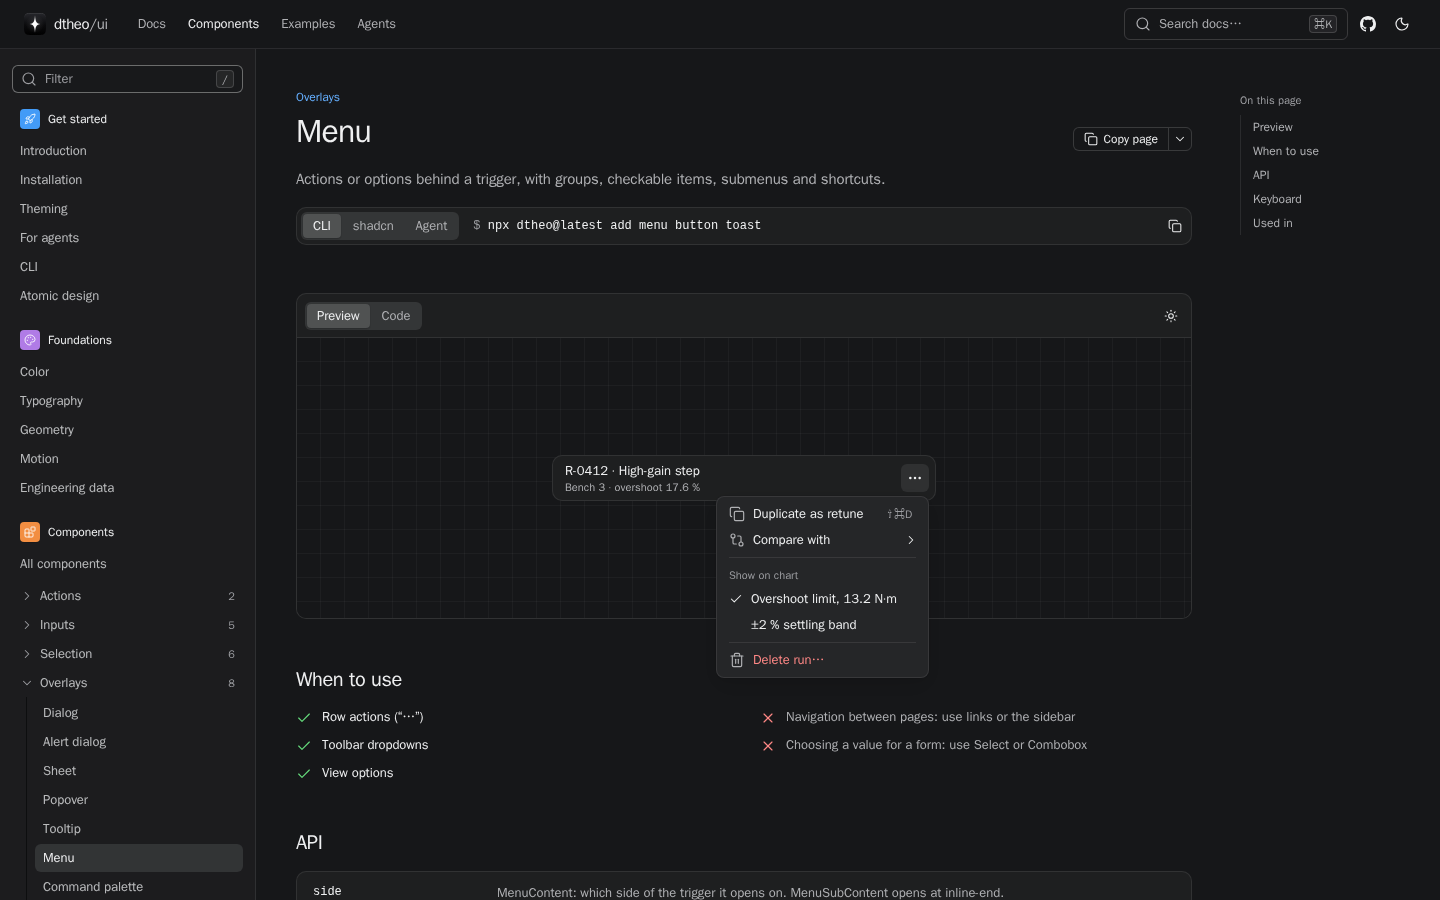 dtheo/ui
Docs
Components
Examples
Agents
Search docs⋯
⌘K
Filter
/
Get started
Introduction
Installation
Theming
For agents
CLI
Atomic design
Foundations
Color
Typography
Geometry
Motion
Engineering data
Components
All components
Actions 2
Inputs 5
Selection 6
Overlays 8
Dialog
Alert dialog
Sheet
Popover
Tooltip
Menu
Command palette
Overlays
Menu
Copy page
Actions or options behind a trigger, with groups, checkable items, submenus and shortcuts.
CLI
shadcn
Agent
$ npx dtheo@latest add menu button toast
Preview
Code
R-0412 · High-gain step
Bench 3 · overshoot 17.6 %
Duplicate as retune ⇧⌘D
Compare with
Show on chart
Overshoot limit, 13.2 N·m
±2 % settling band
Delete run⋯
When to use
Row actions (“⋯”)
Toolbar dropdowns
View options
Navigation between pages: use links or the sidebar
Choosing a value for a form: use Select or Combobox
API
side
MenuContent: which side of the trigger it opens on. MenuSubContent opens at inline-end.
On this page
Preview
When to use
API
Keyboard
Used in